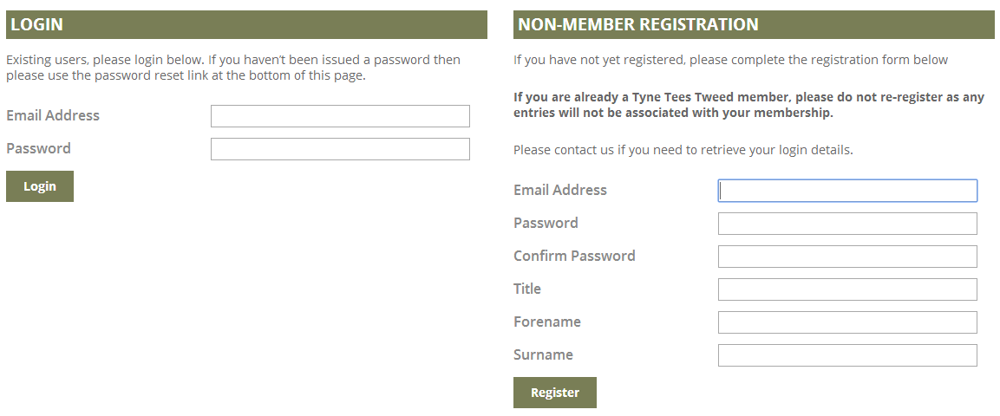 LOGIN
Existing users, please login below. If you haven't been issued a password then
please use the password reset link at the bottom of this page.
Email Address
Password
Login
NON-MEMBER REGISTRATION
If you have not yet registered, please complete the registration form below
If you are already a Tyne Tees Tweed member, please do not re-register as any
entries will not be associated with your membership.
Please contact us if you need to retrieve your login details.
Email Address
Password
Confirm Password
Title
Forename
Surname
Register